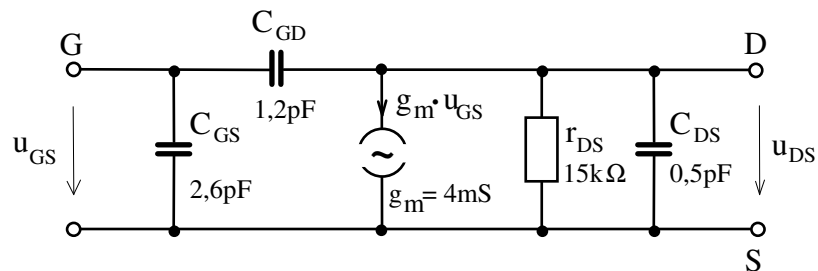 C_GD
G
D
1,2pF
g_m·u_GS
u_GS
C_GS
r_DS
C_DS
u_DS
15kΩ
0,5pF
2,6pF
~
g_m= 4mS
S